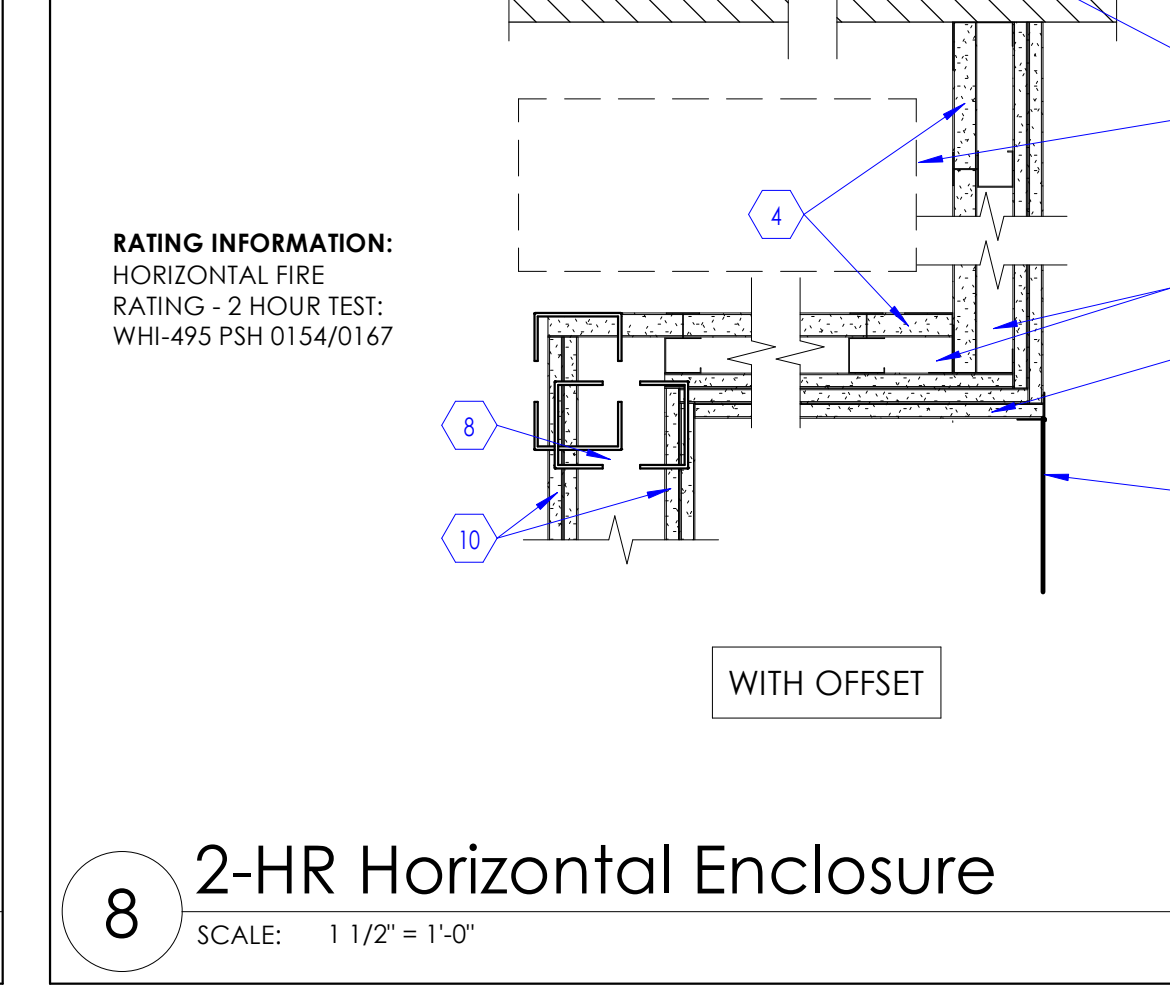 4
RATING INFORMATION:
HORIZONTAL FIRE
RATING - 2 HOUR TEST:
WHI-495 PSH 0154/0167
8
10
WITH OFFSET
8
2-HR Horizontal Enclosure
SCALE: 1 1/2" = 1'-0"